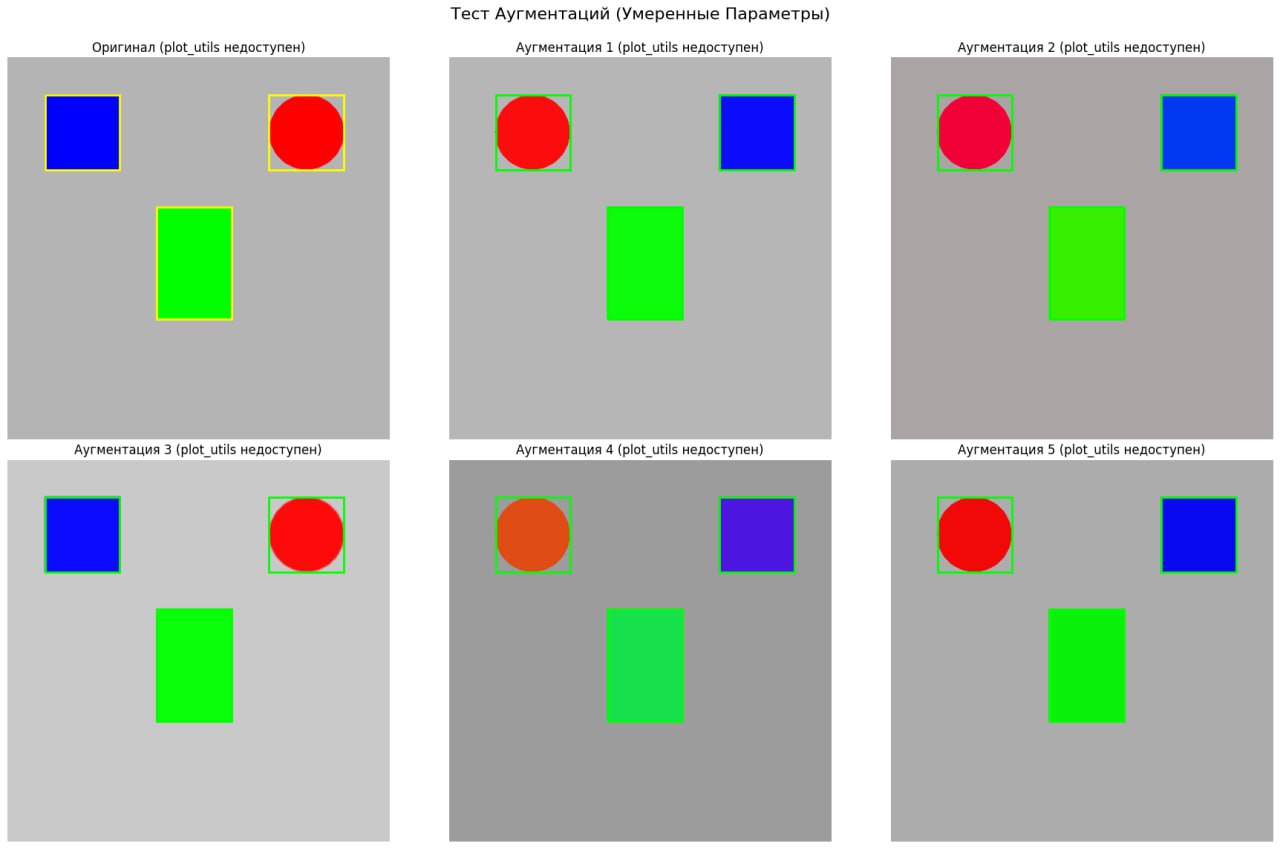 Тест Аугментаций (Умеренные Параметры)
Оригинал (plot_utils недоступен)
Аугментация 1 (plot_utils недоступен)
Аугментация 2 (plot_utils недоступен)
Аугментация 3 (plot_utils недоступен)
Аугментация 4 (plot_utils недоступен)
Аугментация 5 (plot_utils недоступен)